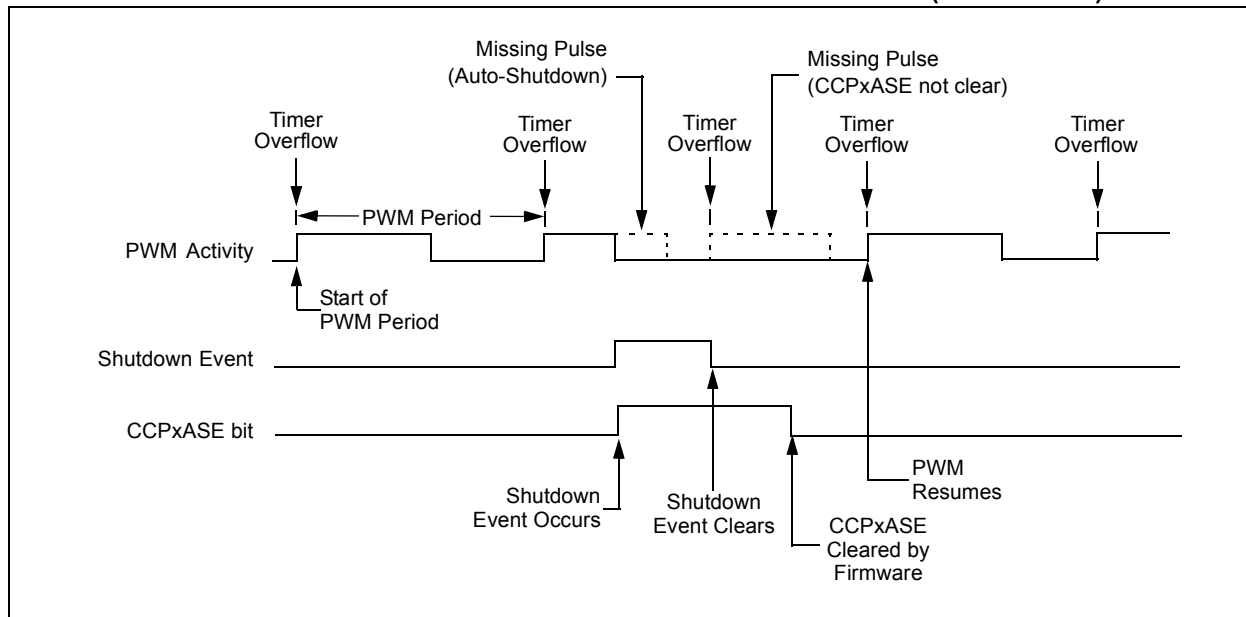 Missing Pulse
(Auto-Shutdown)
Missing Pulse
(CCPxASE not clear)
Timer
Overflow
Timer
Overflow
Timer
Overflow
Timer
Overflow
Timer
Overflow
PWM Period
PWM Activity
Start of
PWM Period
Shutdown Event
CCPxASE bit
Shutdown
Event Occurs
Shutdown
Event Clears
PWM
Resumes
CCPxASE
Cleared by
Firmware